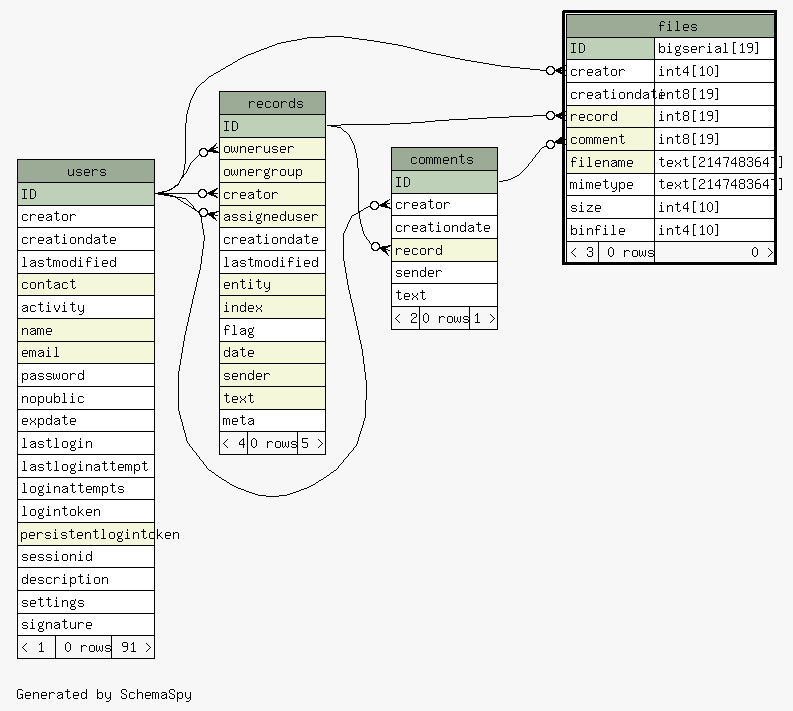 users
ID
creator
creationdate
lastmodified
contact
activity
name
email
password
nopublic
expdate
lastlogin
lastloginattempt
loginattempts
logintoken
persistentlogintoken
sessionid
description
settings
signature
< 1 0 rows 91 >
records
ID
owneruser
ownergroup
creator
assigneduser
creationdate
lastmodified
entity
index
flag
date
sender
text
meta
< 4 0 rows 5 >
comments
ID
creator
creationdate
record
sender
text
< 2 0 rows 1 >
files
ID bigserial[19]
creator int4[10]
creationdate int8[19]
record int8[19]
comment int8[19]
filename text[2147483647]
mimetype text[2147483647]
size int4[10]
binfile int4[10]
< 3 0 rows 0 >
Generated by SchemaSpy